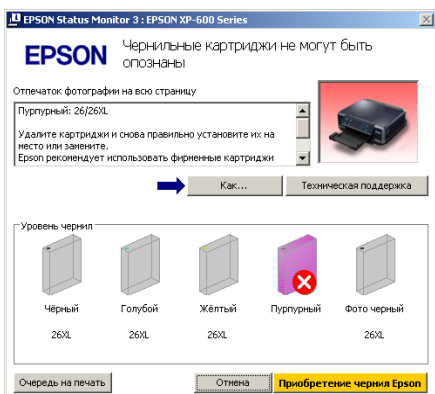 EPSON Status Monitor 3 : EPSON XP-600 Series
EPSON
Чернильные картриджи не могут быть
опознаны
Отпечаток фотографии на всю страницу
Пурпурный: 26/26XL
Удалите картриджи и снова правильно установите их на
место или замените.
Epson рекомендует использовать фирменные картриджи
Как...
Техническая поддержка
Уровень чернил
Чёрный Голубой Жёлтый Пурпурный Фото черный
26XL 26XL 26XL 26XL
Очередь на печать
Отмена
Приобретение чернил Epson